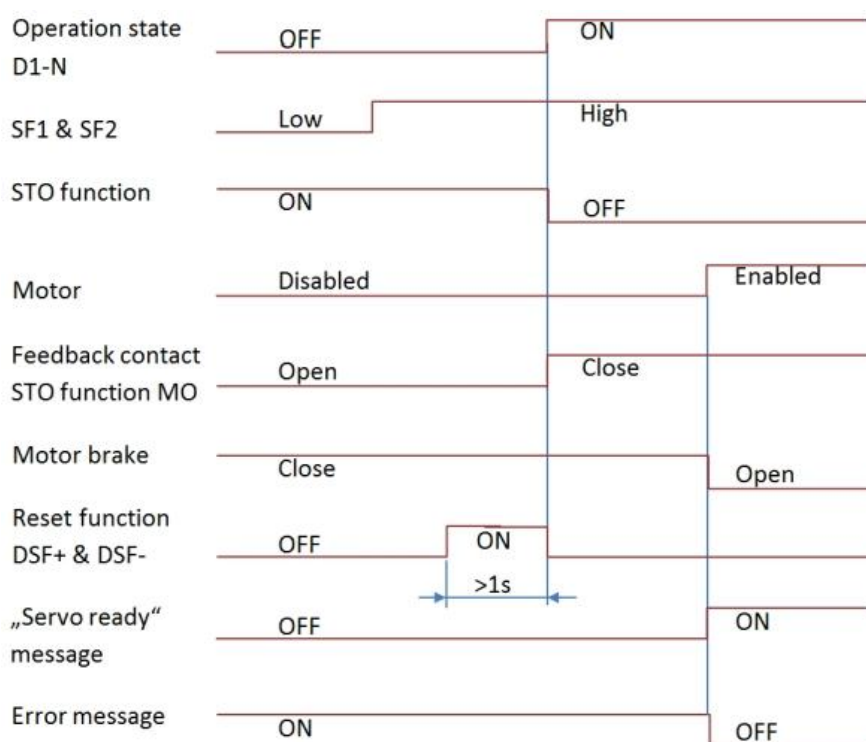 Operation state OFF ON
D1-N
SF1 & SF2 Low High
STO function ON OFF
Motor Disabled Enabled
Feedback contact
STO function MO Open Close
Motor brake Close Open
Reset function
DSF+ & DSF- OFF ON
>1s
„Servo ready“
message OFF ON
Error message ON OFF